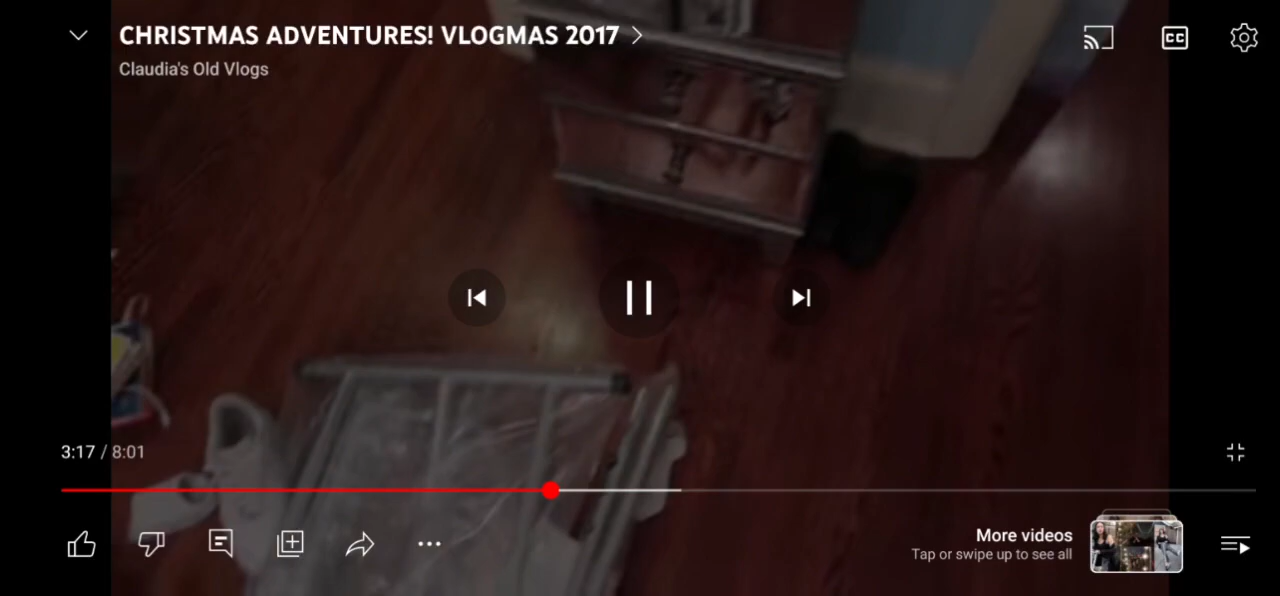 CHRISTMAS ADVENTURES! VLOGMAS 2017
Claudia's Old Vlogs
CC
3:17 / 8:01
More videos
Tap or swipe up to see all